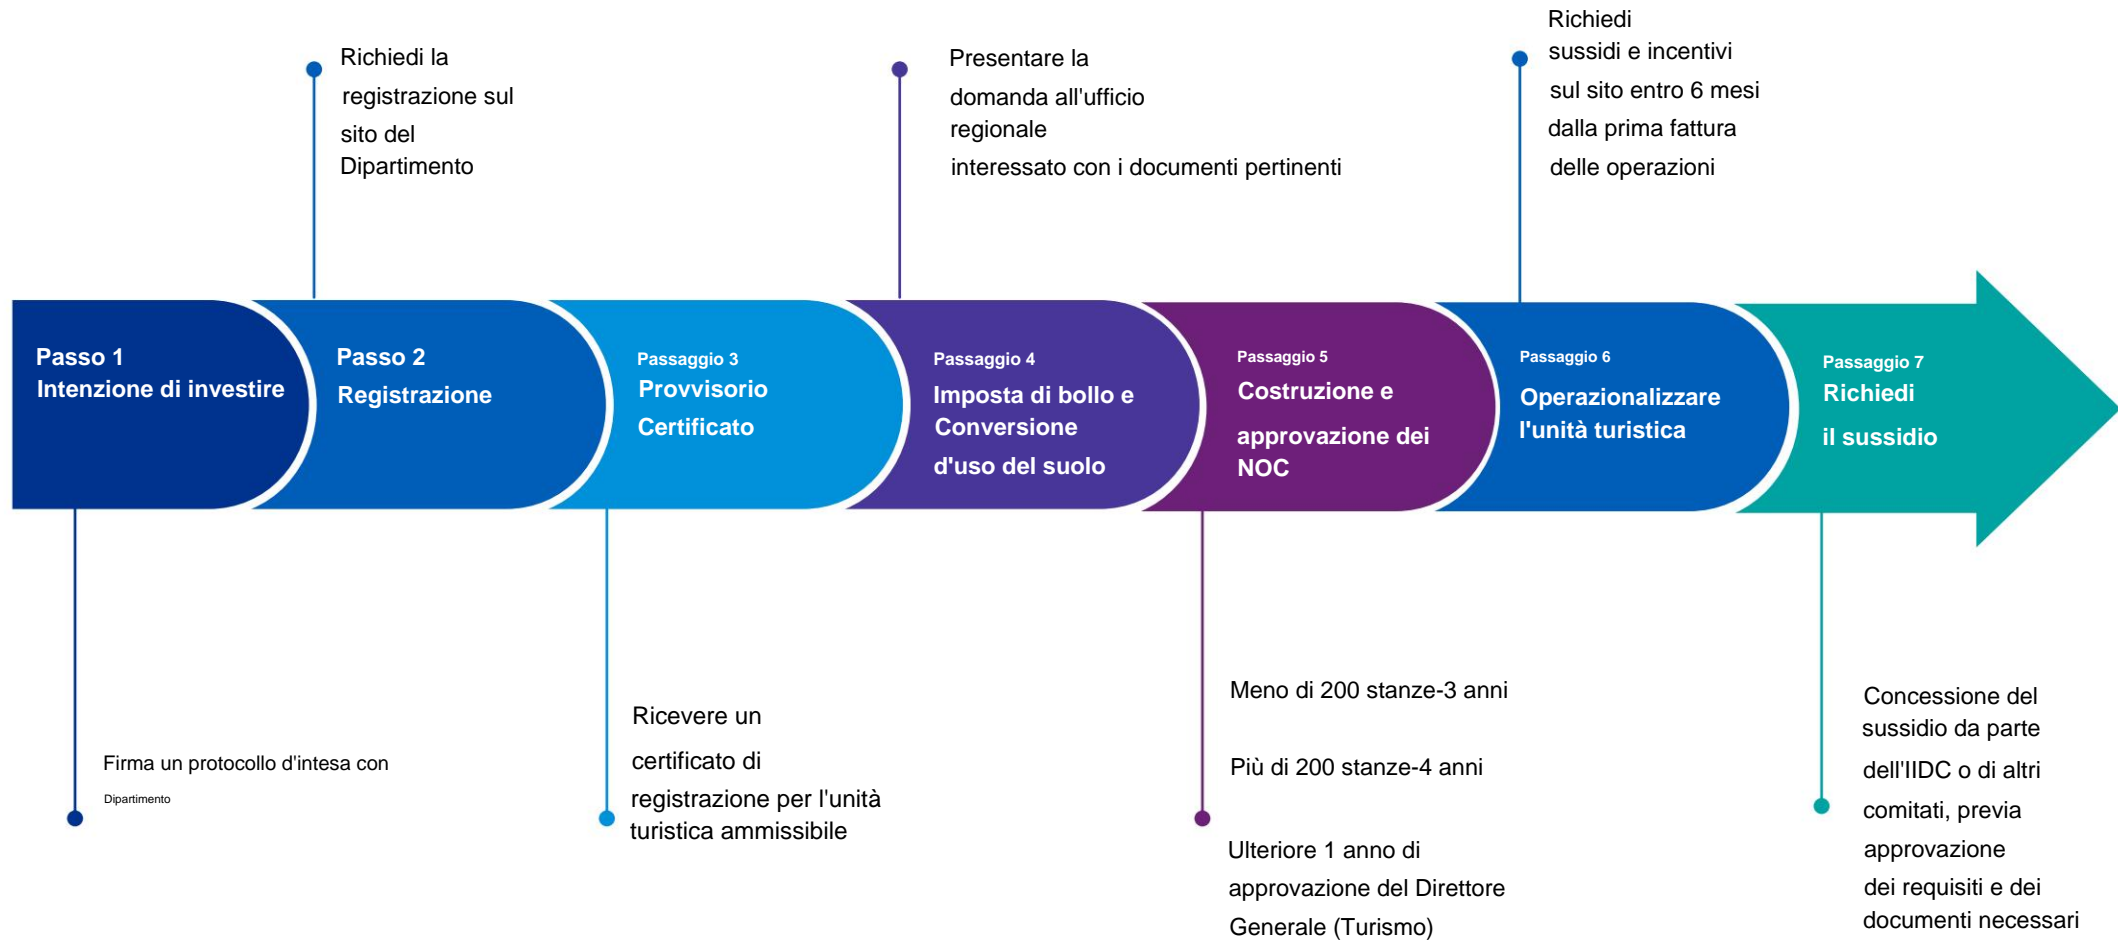 Richiedi la
registrazione sul
sito del
Dipartimento
Presentare la
domanda all'ufficio
regionale
interessato con i documenti pertinenti
Richiedi
sussidi e incentivi
sul sito entro 6 mesi
dalla prima fattura
delle operazioni
Passo 1
Intenzione di investire
Passo 2
Registrazione
Passaggio 3
Provvisorio
Certificato
Passaggio 4
Imposta di bollo e
Conversione
d'uso del suolo
Passaggio 5
Costruzione e
approvazione dei
NOC
Passaggio 6
Operazionalizzare
l'unità turistica
Passaggio 7
Richiedi
il sussidio
Firma un protocollo d'intesa con
Dipartimento
Ricevere un
certificato di
registrazione per l'unità
turistica ammissibile
Meno di 200 stanze-3 anni
Più di 200 stanze-4 anni
Ulteriore 1 anno di
approvazione del Direttore
Generale (Turismo)
Concessione del
sussidio da parte
dell'IIDC o di altri
comitati, previa
approvazione
dei requisiti e dei
documenti necessari